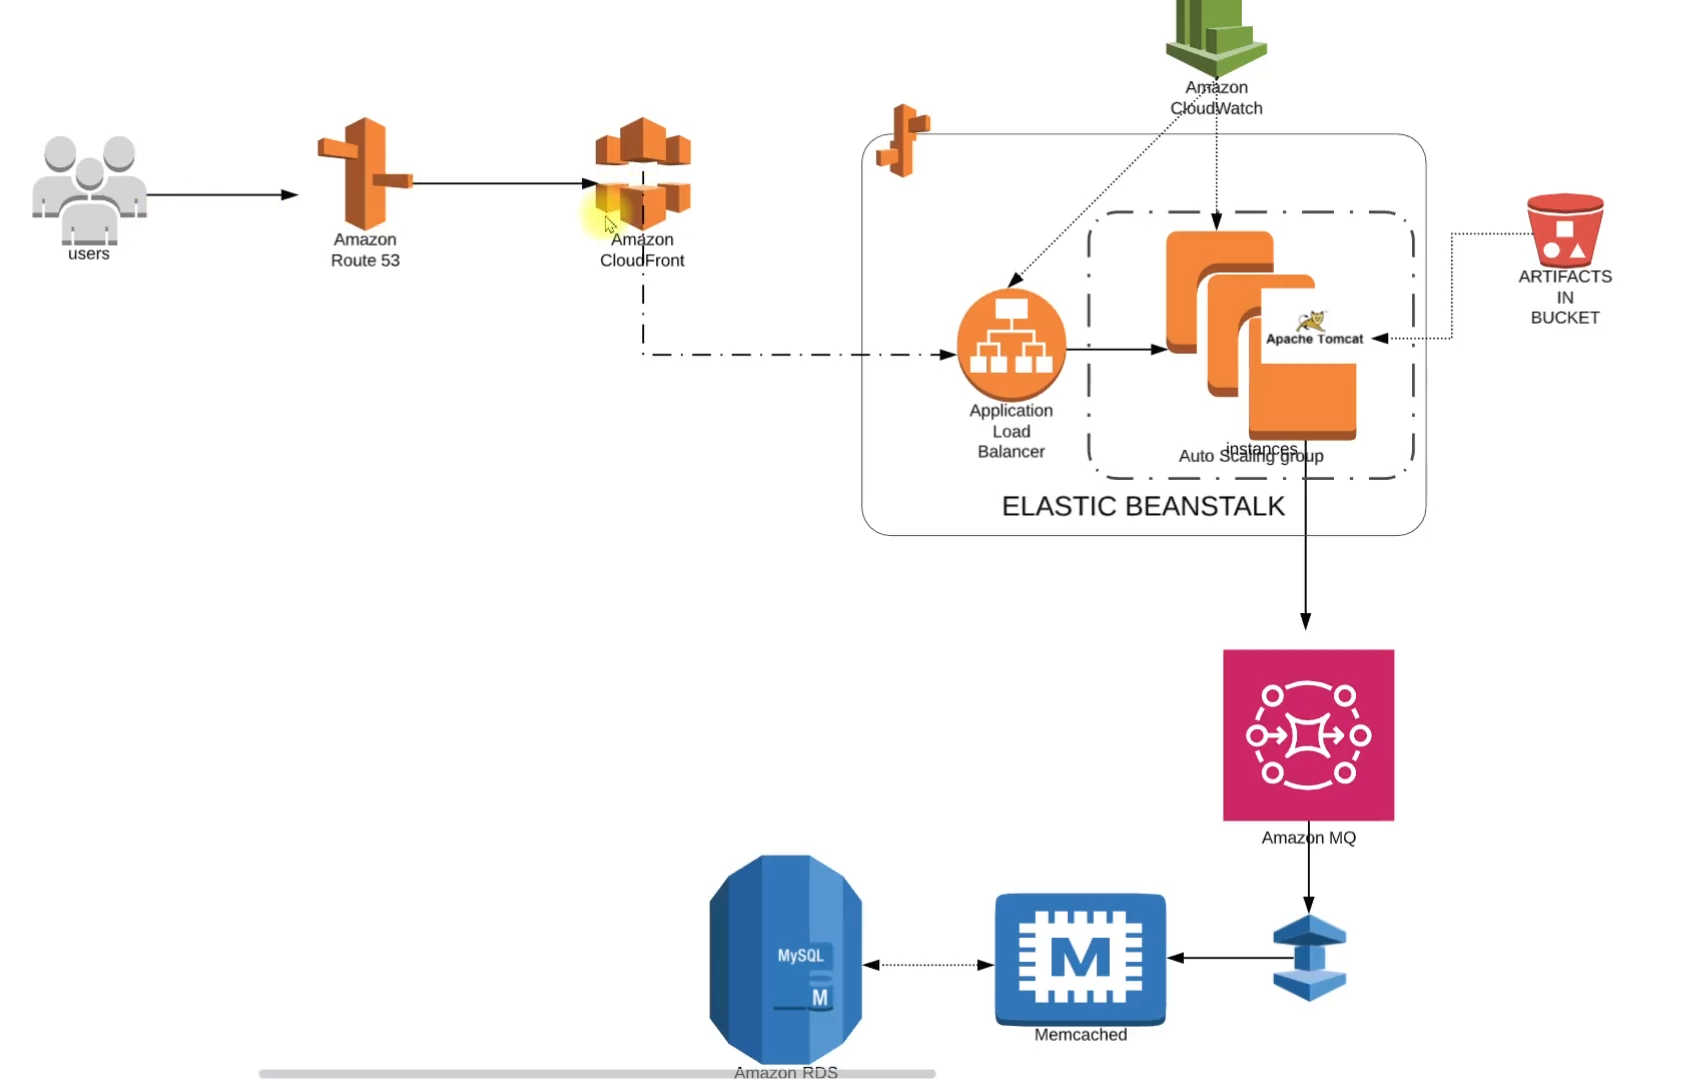 Amazon
CloudWatch
users
Amazon
Route 53
Amazon
CloudFront
ARTIFACTS
IN
BUCKET
Apache Tomcat
Application
Load
Balancer
instances
Auto Scaling group
ELASTIC BEANSTALK
Amazon MQ
MySQL
M
M
Memcached
Amazon RDS